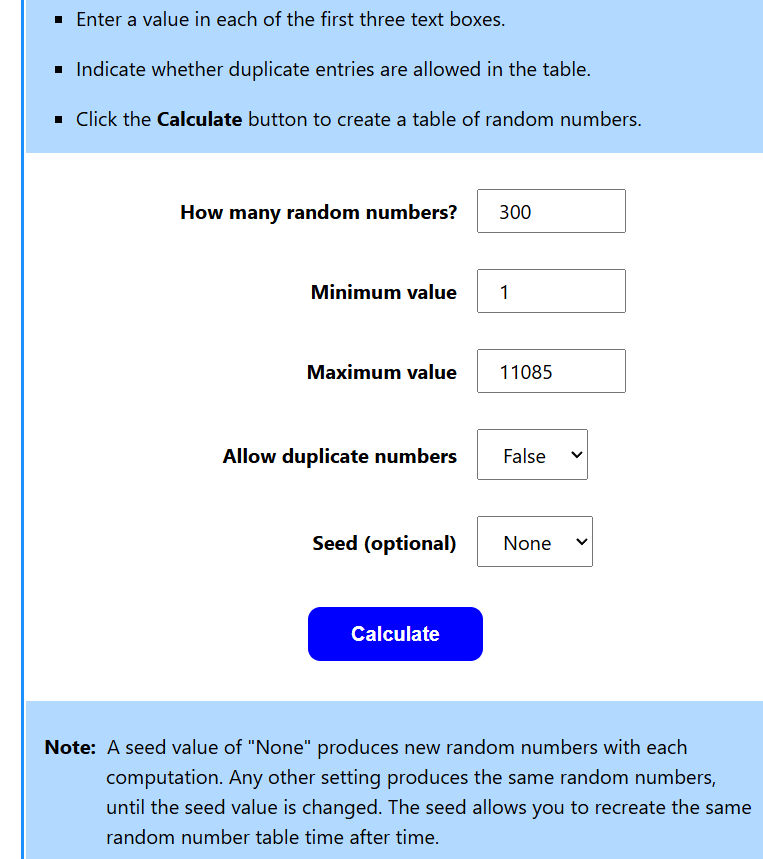 Enter a value in each of the first three text boxes.
Indicate whether duplicate entries are allowed in the table.
Click the Calculate button to create a table of random numbers.
How many random numbers? 300
Minimum value 1
Maximum value 11085
Allow duplicate numbers False
Seed (optional) None
Calculate
Note: A seed value of "None" produces new random numbers with each
computation. Any other setting produces the same random numbers,
until the seed value is changed. The seed allows you to recreate the same
random number table time after time.